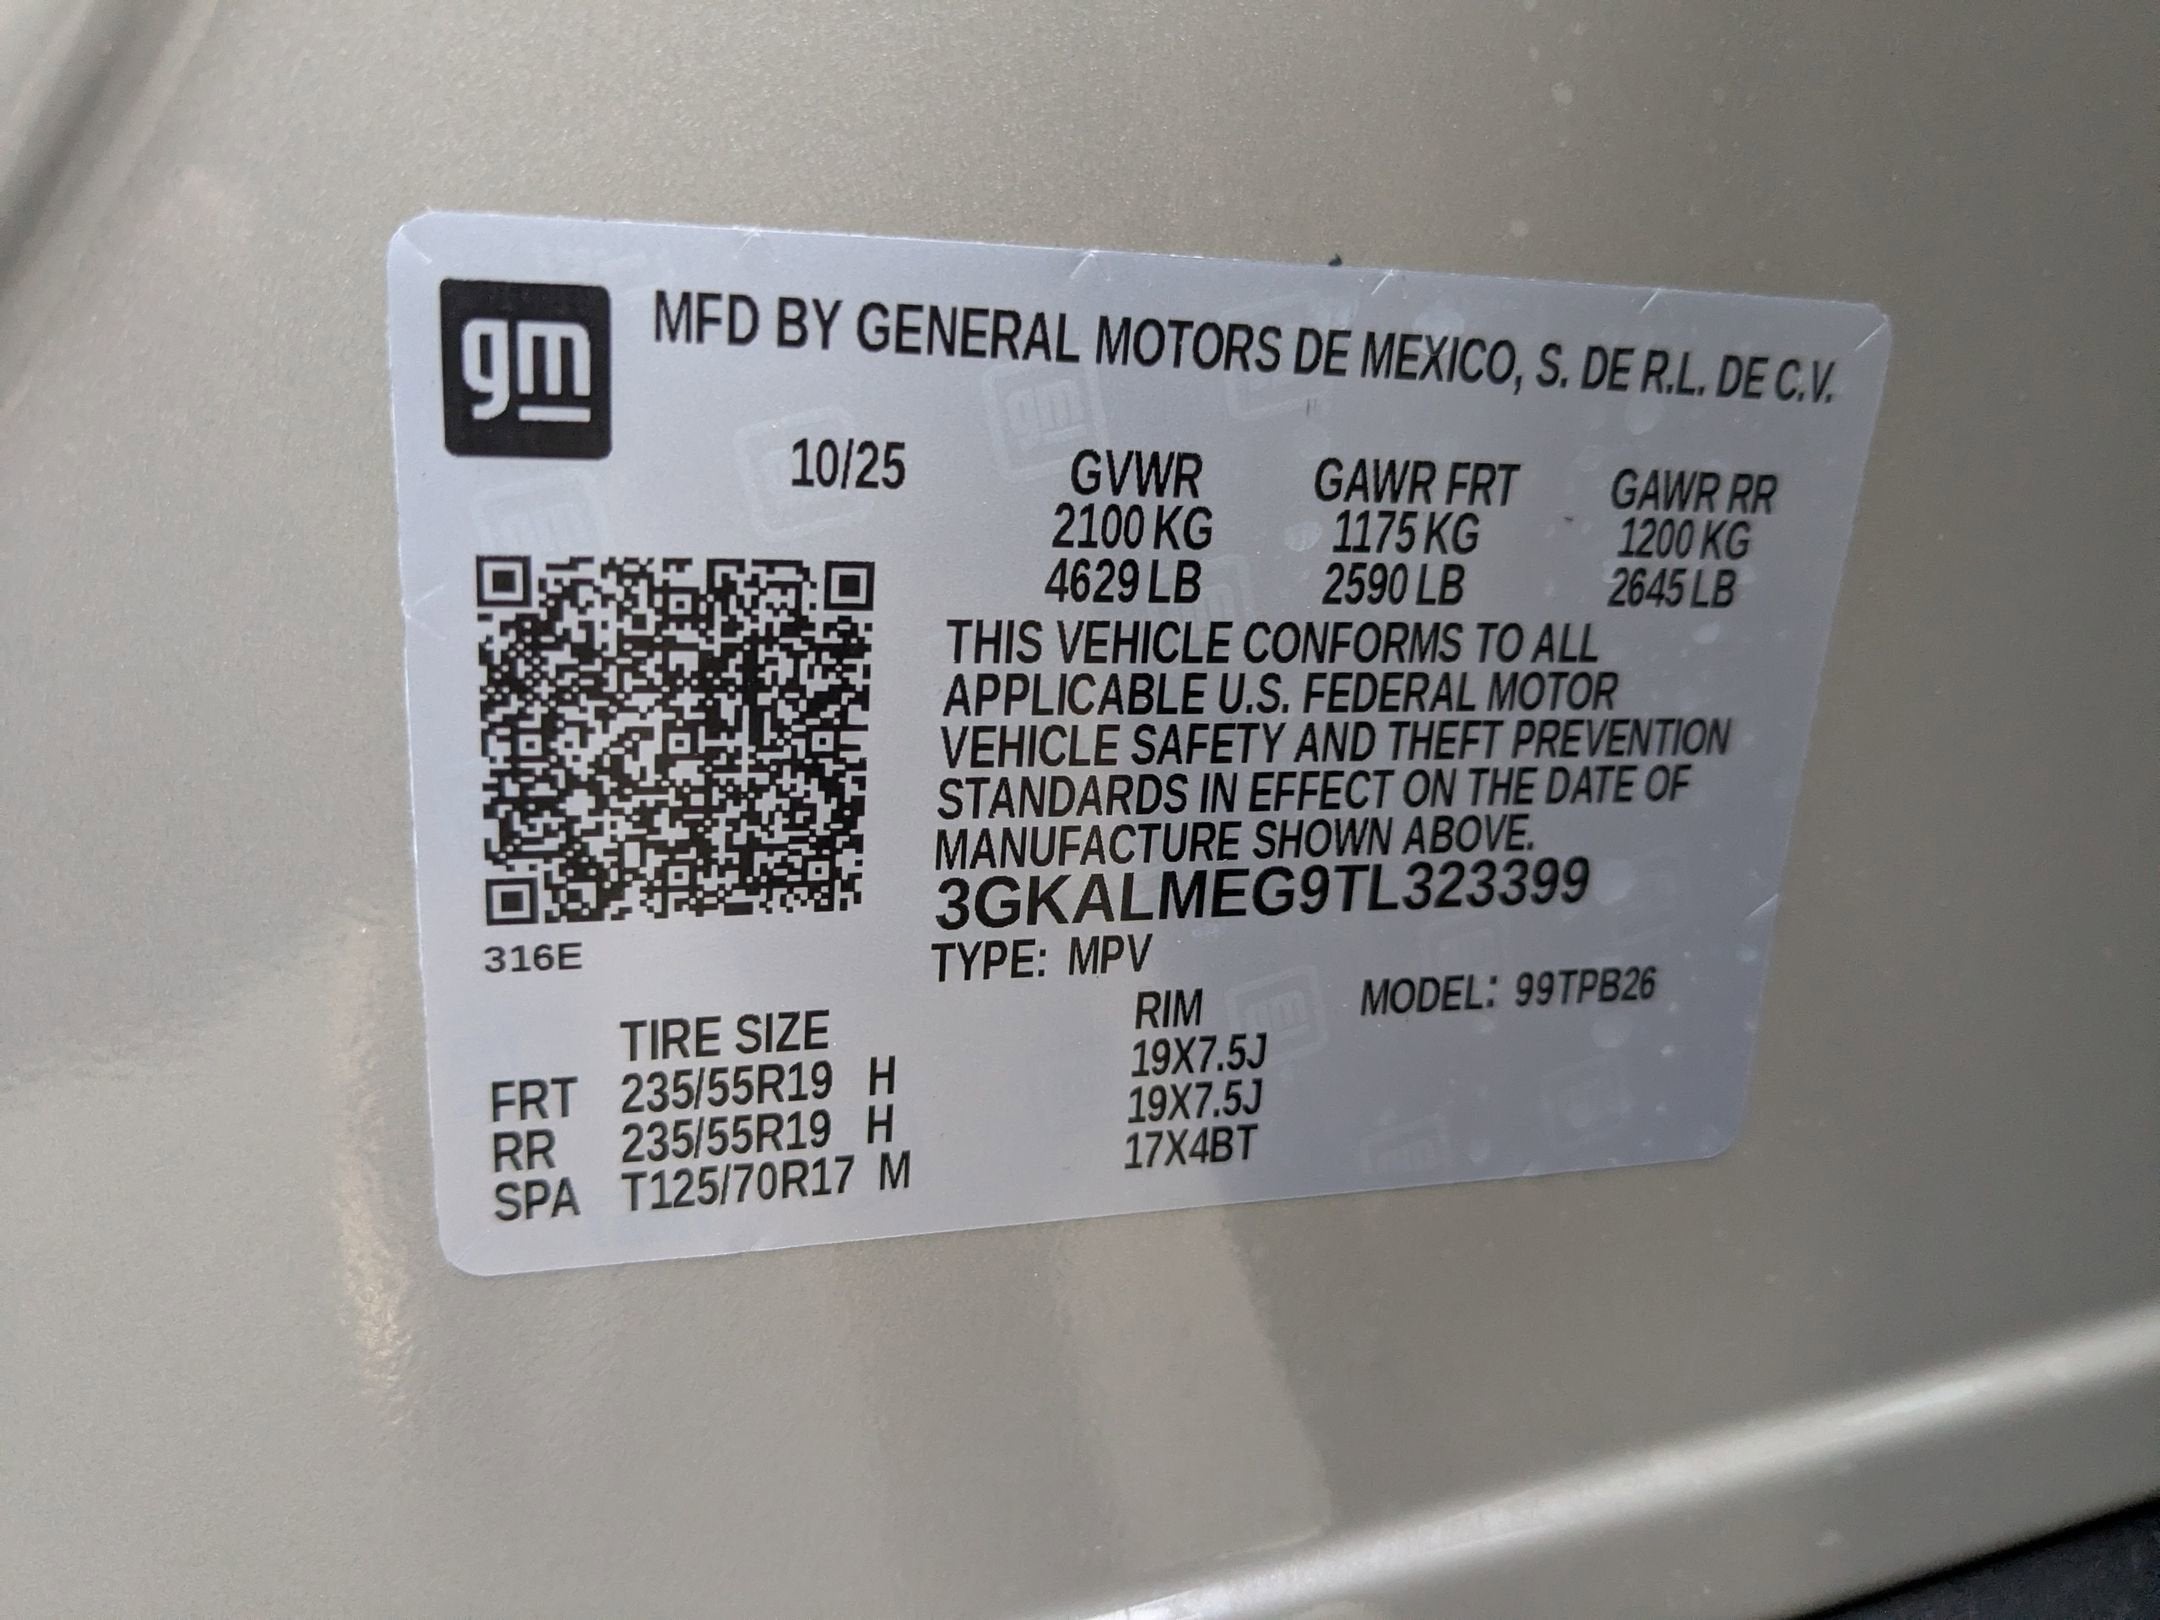 gm
MFD BY GENERAL MOTORS DE MEXICO, S. DE R.L. DE C.V.
10/25 GVWR GAWR FRT GAWR RR
2100 KG 1175 KG 1200 KG
4629 LB 2590 LB 2645 LB
THIS VEHICLE CONFORMS TO ALL
APPLICABLE U.S. FEDERAL MOTOR
VEHICLE SAFETY AND THEFT PREVENTION
STANDARDS IN EFFECT ON THE DATE OF
MANUFACTURE SHOWN ABOVE.
3GKALMEG9TL323399
316E
TYPE: MPV MODEL: 99TPB26
TIRE SIZE RIM
FRT 235/55R19 H 19X7.5J
RR 235/55R19 H 19X7.5J
SPA T125/70R17 M 17X4BT